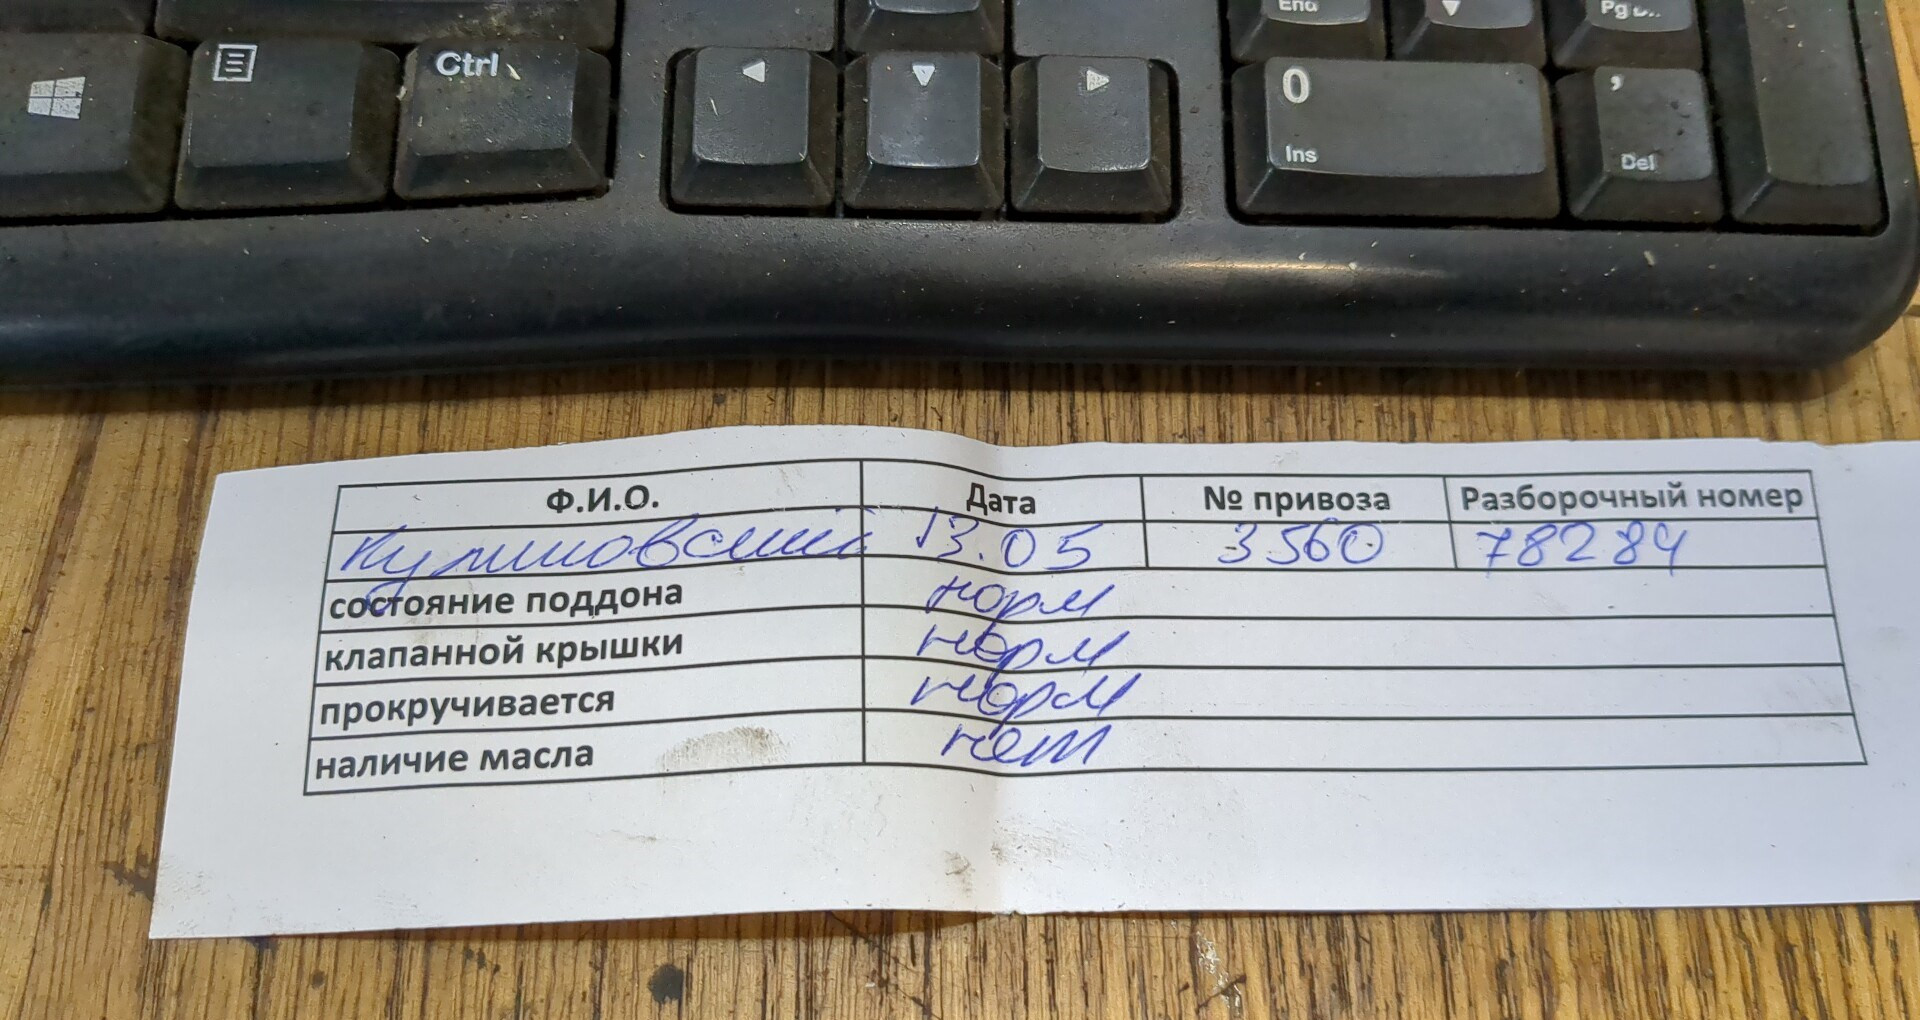 End Pg D..
Ctrl 0 ,
Ins Del
Ф.И.О. Дата № привоза Разборочный номер
13.05 3560 78284
состояние поддона норм
клапанной крышки норм
прокручивается норм
наличие масла нет